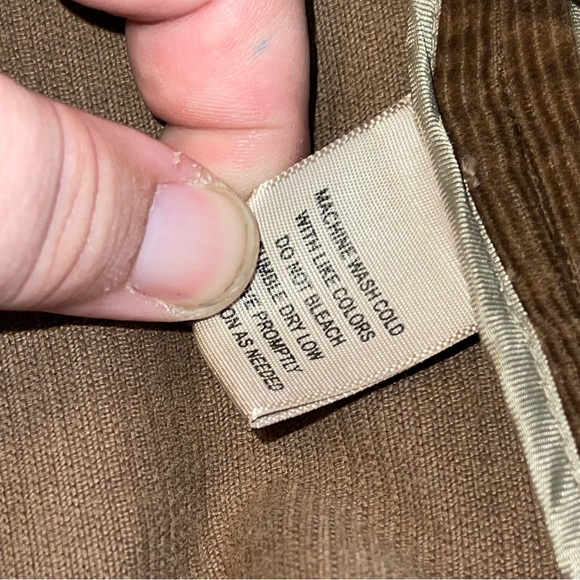 MACHINE WASH COLD
WITH LIKE COLORS
DO NOT BLEACH
DRY LOW
PROMPTLY
AS NEEDED